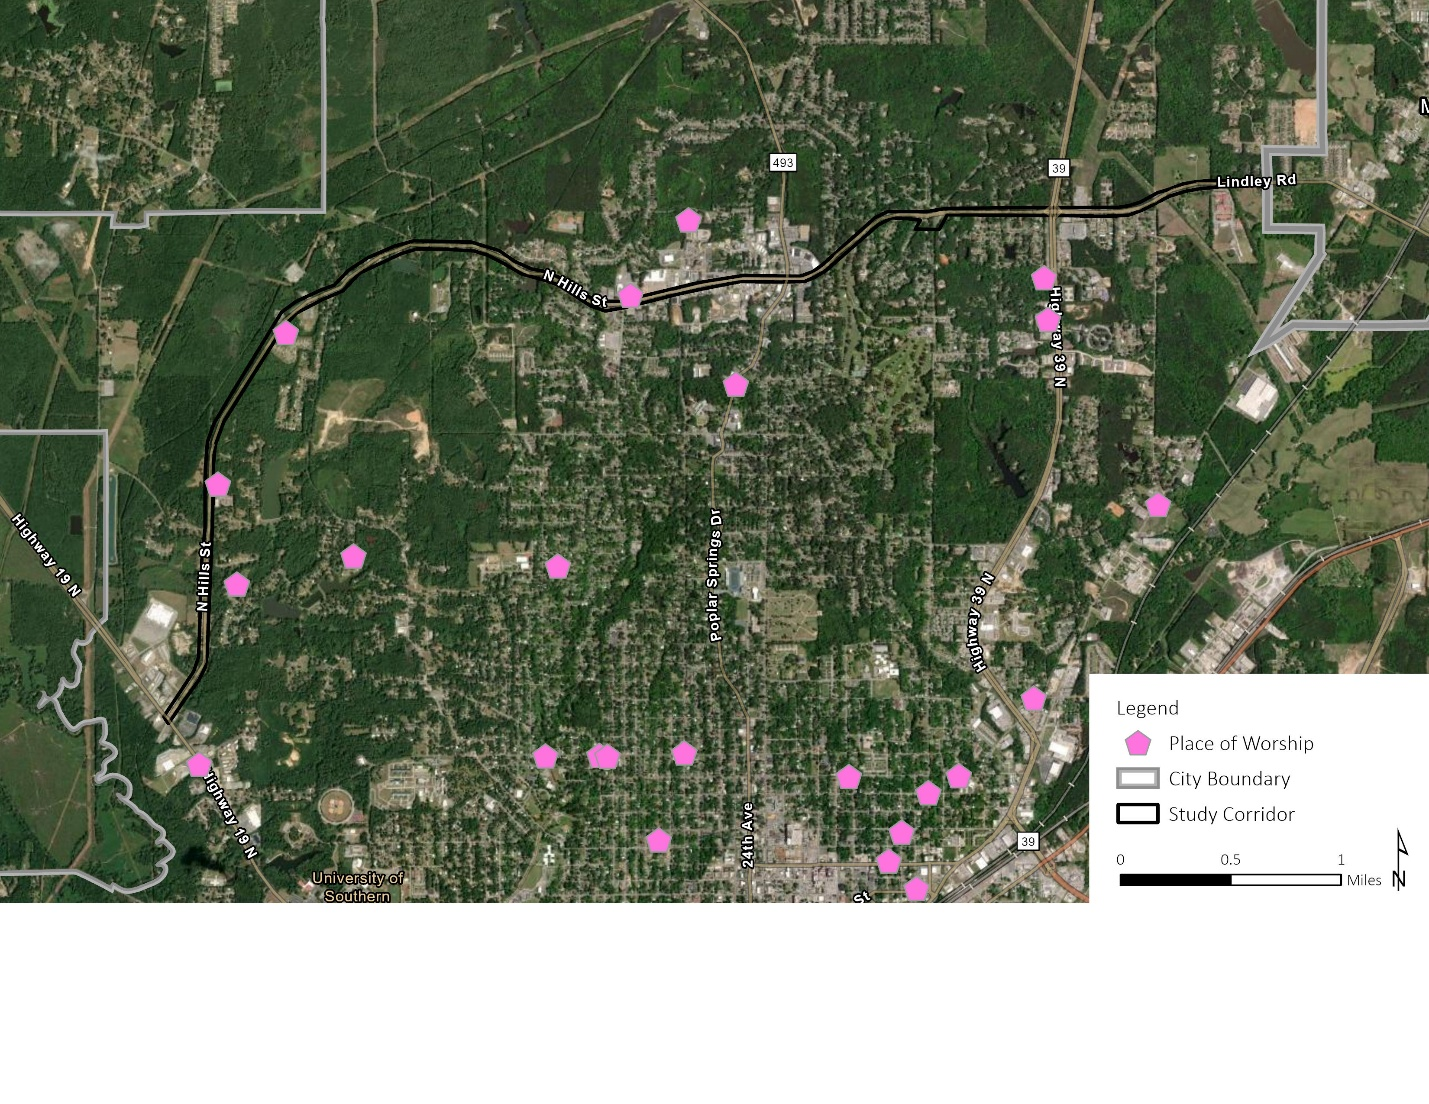 M
493
39
Lindley Rd
N Hills St
Highway 39 N
Highway 19 N
N Hills St
Poplar Springs Dr
Highway 39 N
Highway 19 N
24th Ave
39
University of
Southern
St
Legend
Place of Worship
City Boundary
Study Corridor
0 0.5 1
Miles
N